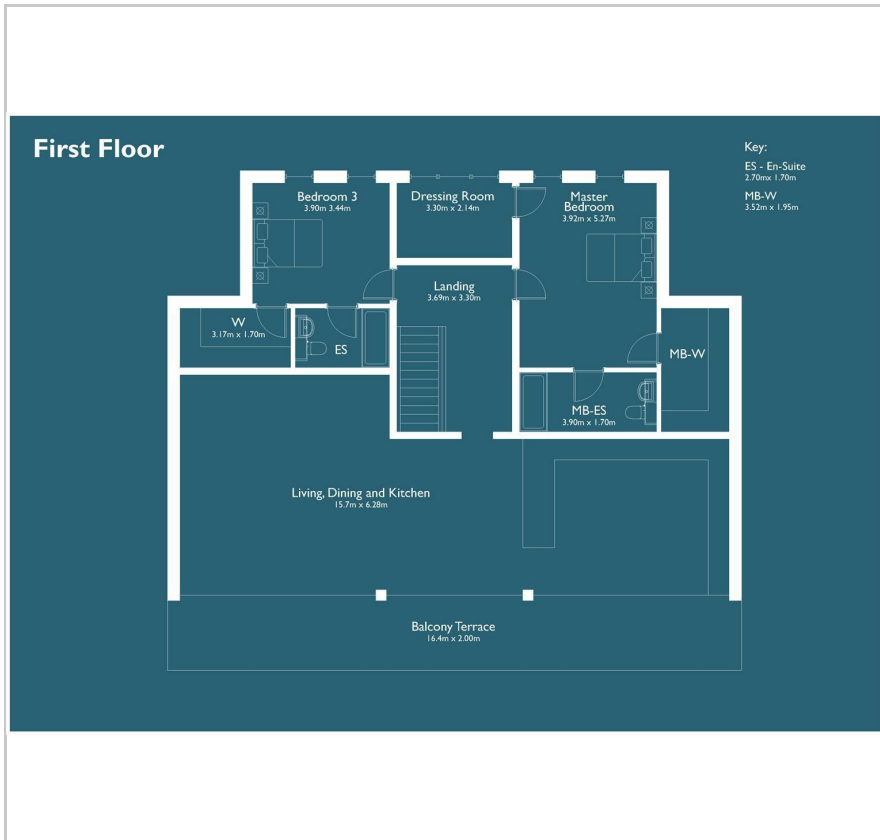 First Floor
Key:
ES - En-Suite
2.70mx 1.70m
MB-W
3.52m x 1.95m
Bedroom 3
3.90m 3.44m
Dressing Room
3.30m x 2.14m
Master
Bedroom
3.92m x 5.27m
Landing
3.69m x 3.30m
W
3.17m x 1.70m
ES
MB-W
MB-ES
3.90m x 1.70m
Living, Dining and Kitchen
15.7m x 6.28m
Balcony Terrace
16.4m x 2.00m